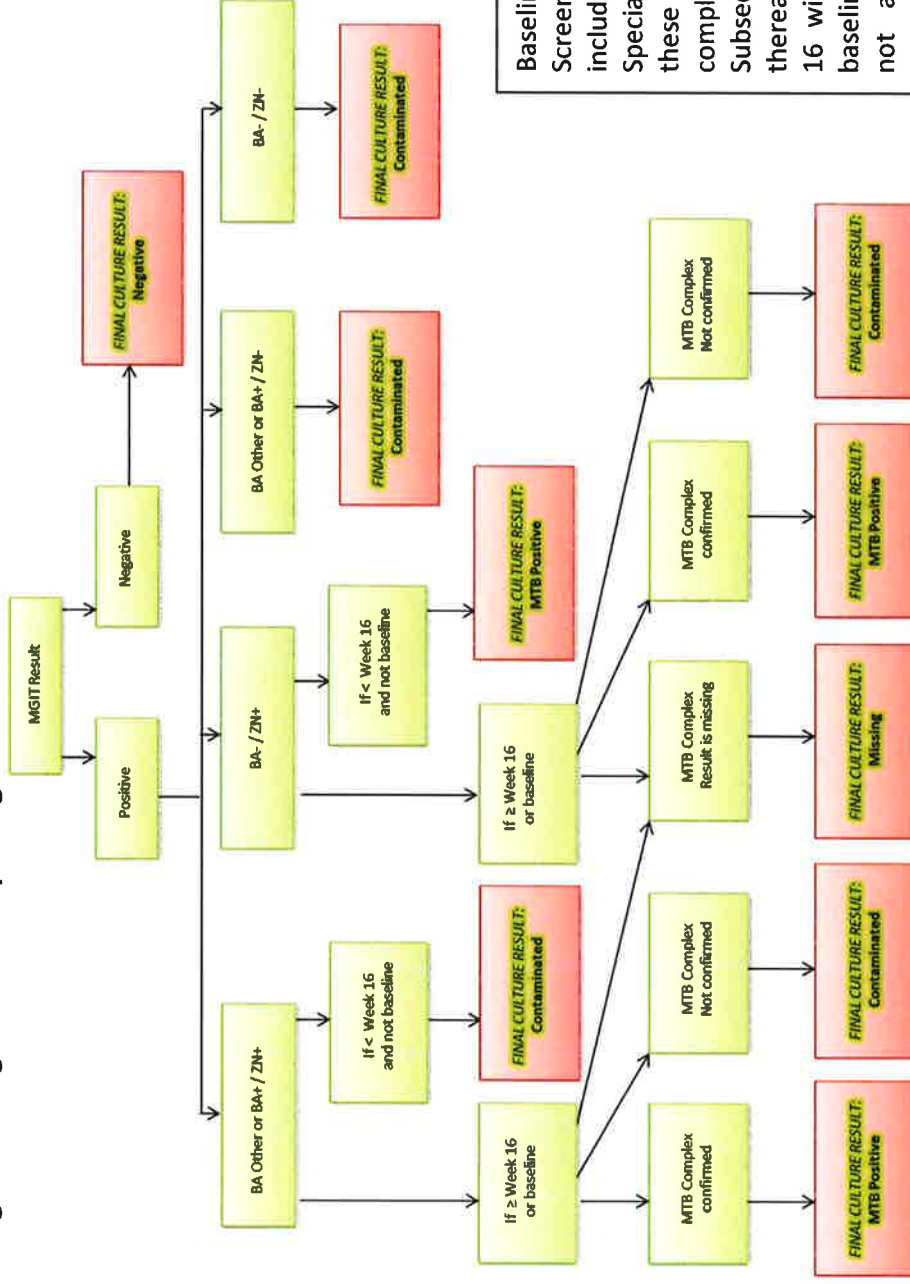 MGIT Result
Positive
Negative
FINAL CULTURE RESULT:
Negative
BA Other or BA+ / ZN+
BA- / ZN+
BA Other or BA+ / ZN-
BA- / ZN-
If < Week 16
and not baseline
If < Week 16
and not baseline
FINAL CULTURE RESULT:
Contaminated
FINAL CULTURE RESULT:
Contaminated
If ≥ Week 16
or baseline
FINAL CULTURE RESULT:
Contaminated
If ≥ Week 16
or baseline
FINAL CULTURE RESULT:
MTB Positive
MTB Complex
confirmed
MTB Complex
Not confirmed
MTB Complex
Result is missing
MTB Complex
confirmed
MTB Complex
Not confirmed
FINAL CULTURE RESULT:
MTB Positive
FINAL CULTURE RESULT:
Contaminated
FINAL CULTURE RESULT:
Missing
FINAL CULTURE RESULT:
MTB Positive
FINAL CULTURE RESULT:
Contaminated
Baselin
Screen
includ
Specia
these
compl
Subsec
therea
16 wi
baselin
not a